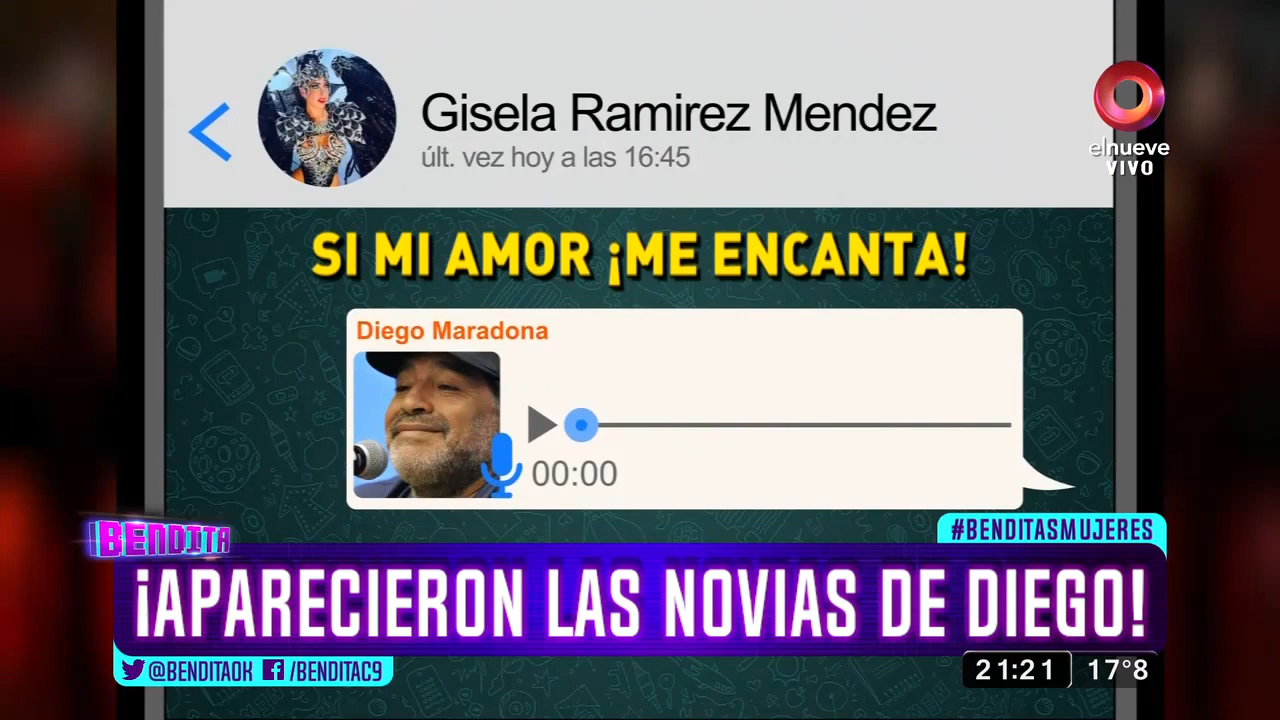 Gisela Ramirez Mendez
últ. vez hoy a las 16:45
elnueve
VIVO
SI MI AMOR ¡ME ENCANTA!
Diego Maradona
00:00
BENDITA
#BENDITASMUJERES
¡APARECIERON LAS NOVIAS DE DIEGO!
@BENDITAOK /BENDITAC9
21:21 17°8